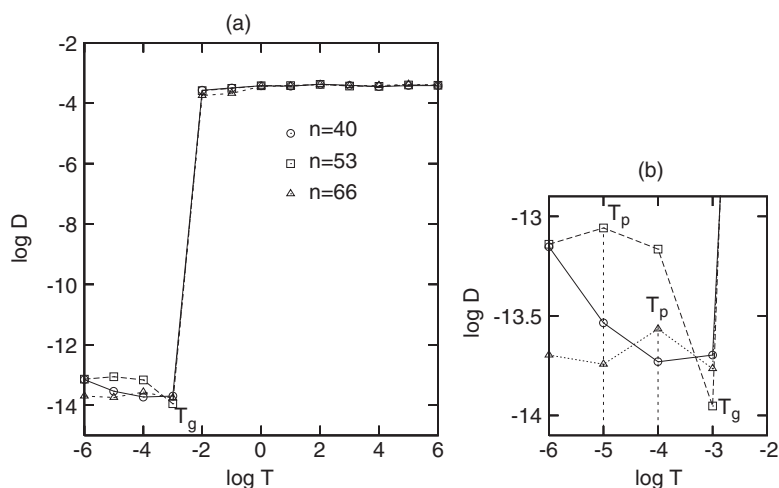 (a)
-2
-4
-6
-8
-10
-12
-14
log D
n=40
n=53
n=66
T_g
-6 -4 -2 0 2 4 6
log T
(b)
-13
-13.5
-14
log D
T_p
T_p
T_g
-6 -5 -4 -3 -2
log T